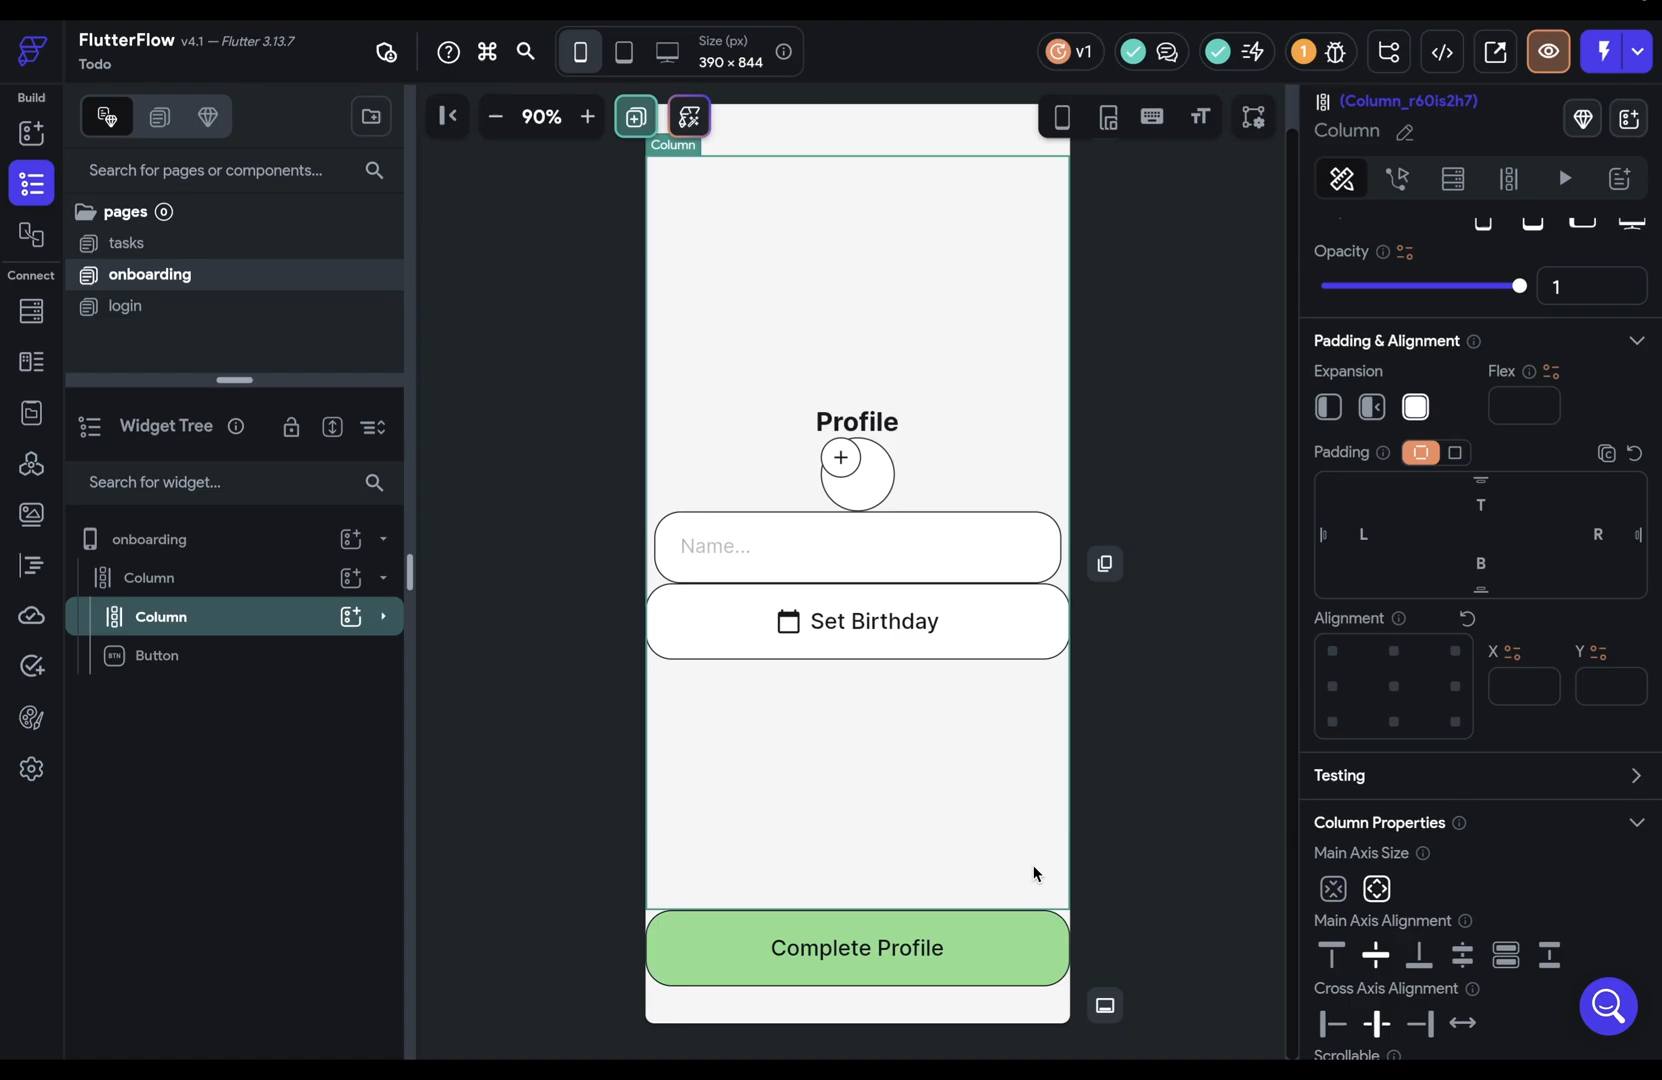 FlutterFlow v4.1 — Flutter 3.13.7
Todo
Size (px)
390 × 844
v1
1
Build
Connect
Search for pages or components...
pages 0
tasks
onboarding
login
Widget Tree
Search for widget...
onboarding
Column
Column
BTN Button
90%
Column
Profile
Name...
Set Birthday
Complete Profile
(Column_r60is2h7)
Column
Opacity
1
Padding & Alignment
Expansion
Flex
Padding
T
L
R
B
Alignment
X
Y
Testing
Column Properties
Main Axis Size
Main Axis Alignment
Cross Axis Alignment
Scrollable